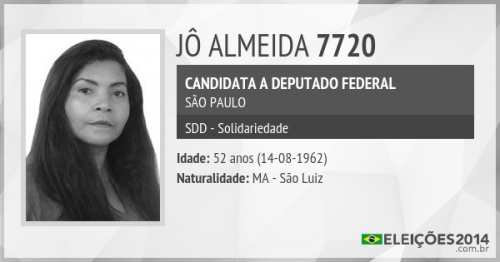 JÔ ALMEIDA 7720
CANDIDATA A DEPUTADO FEDERAL
SÃO PAULO
SDD - Solidariedade
Idade: 52 anos (14-08-1962)
Naturalidade: MA - São Luiz
ELEIÇÕES2014
.com.br